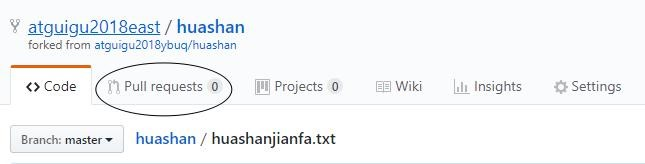 atguigu2018east / huashan
forked from atguigu2018ybuq/huashan
Code Pull requests 0 Projects 0 Wiki Insights Settings
Branch: master huashan / huashanjianfa.txt